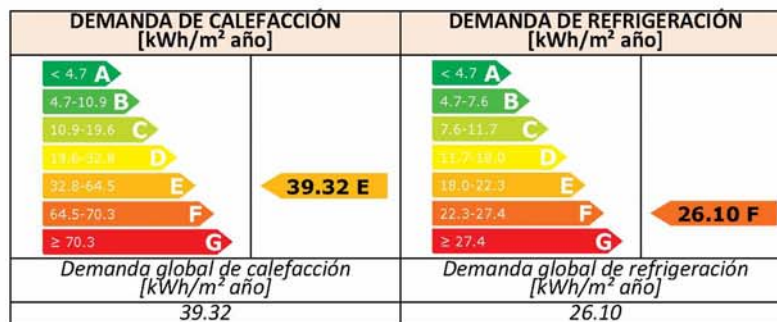 DEMANDA DE CALEFACCIÓN
[kWh/m² año]
DEMANDA DE REFRIGERACIÓN
[kWh/m² año]
< 4.7 A
4.7-10.9 B
10.9-19.6 C
19.6-32.8 D
32.8-64.5 E
64.5-70.3 F
≥ 70.3 G
39.32 E
< 4.7 A
4.7-7.6 B
7.6-11.7 C
11.7-18.0 D
18.0-22.3 E
22.3-27.4 F
≥ 27.4 G
26.10 F
Demanda global de calefacción
[kWh/m² año]
Demanda global de refrigeración
[kWh/m² año]
39.32
26.10